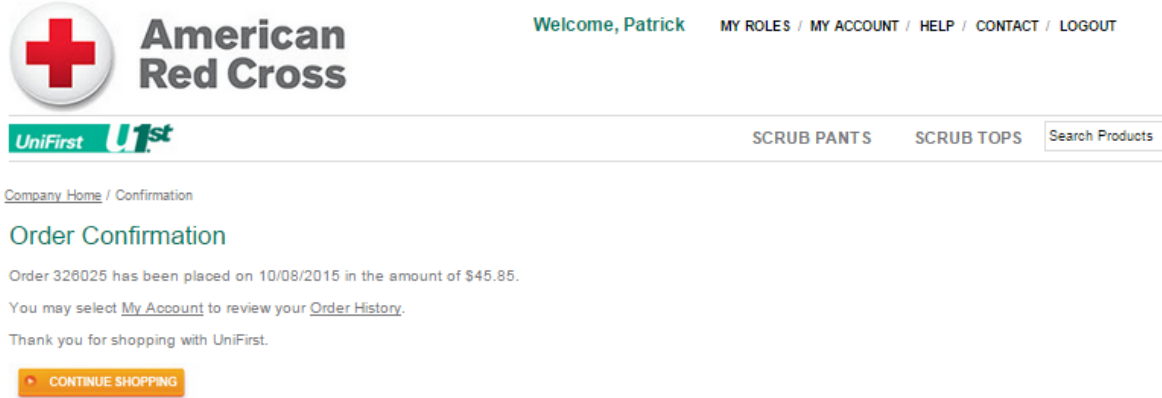 American
Red Cross
Welcome, Patrick MY ROLES / MY ACCOUNT / HELP / CONTACT / LOGOUT
UniFirst U1st
SCRUB PANTS SCRUB TOPS Search Products
Company Home / Confirmation
Order Confirmation
Order 326025 has been placed on 10/08/2015 in the amount of $45.85.
You may select My Account to review your Order History.
Thank you for shopping with UniFirst.
CONTINUE SHOPPING